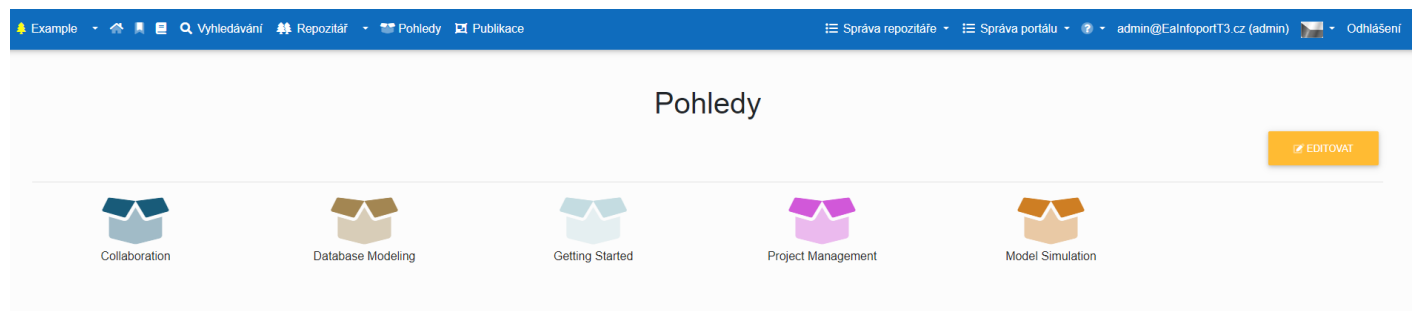 Example Vyhledávání Repozitář Pohledy Publikace Správa repozitáře Správa portálu admin@EaInfoportT3.cz (admin) Odhlášení
Pohledy
EDITOVAT
Collaboration Database Modeling Getting Started Project Management Model Simulation